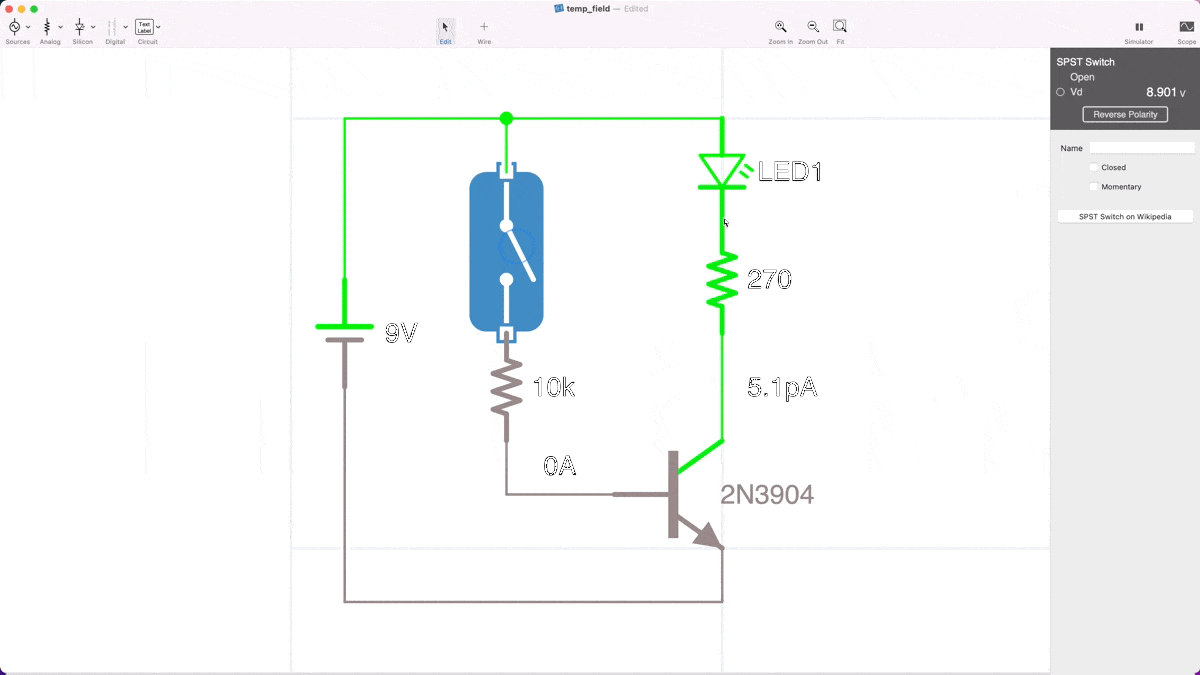 temp_field — Edited
Text
Label
Sources
Analog
Silicon
Digital
Circuit
Edit
Wire
Zoom In
Zoom Out
Fit
Simulator
Scope
SPST Switch
Open
Vd
8.901 v
Reverse Polarity
Name
Closed
Momentary
SPST Switch on Wikipedia
LED1
270
9V
10k
5.1pA
0A
2N3904